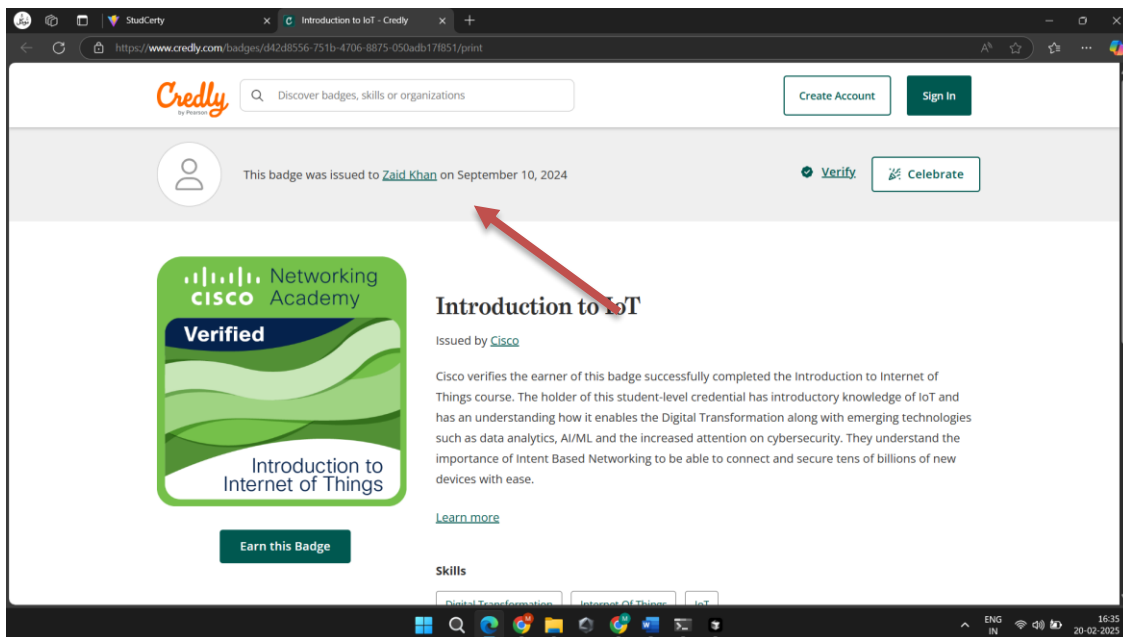 StudCerty
Introduction to IoT - Credly
https://www.credly.com/badges/d42d8556-751b-4706-8875-050adb17f851/print
Credly
by Pearson
Discover badges, skills or organizations
Create Account
Sign In
This badge was issued to Zaid Khan on September 10, 2024
Verify
Celebrate
Networking
CISCO Academy
Verified
Introduction to
Internet of Things
Earn this Badge
Introduction to IoT
Issued by Cisco
Cisco verifies the earner of this badge successfully completed the Introduction to Internet of
Things course. The holder of this student-level credential has introductory knowledge of IoT and
has an understanding how it enables the Digital Transformation along with emerging technologies
such as data analytics, AI/ML and the increased attention on cybersecurity. They understand the
importance of Intent Based Networking to be able to connect and secure tens of billions of new
devices with ease.
Learn more
Skills
Digital Transformation
Internet Of Things
IoT
ENG
IN
16:35
20-02-2025